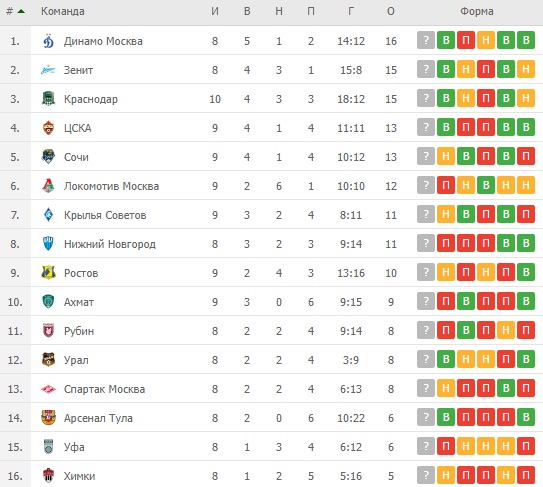 # Команда И В Н П Г О Форма
1. Динамо Москва 8 5 1 2 14:12 16 ? В П Н В В
2. Зенит 8 4 3 1 15:8 15 ? В Н П В Н
3. Краснодар 10 4 3 3 18:12 15 ? В Н П В Н
4. ЦСКА 9 4 1 4 11:11 13 ? В П П В В
5. Сочи 9 4 1 4 10:12 13 ? Н В П В П
6. Локомотив Москва 9 2 6 1 10:10 12 ? П Н В Н Н
7. Крылья Советов 9 3 2 4 8:11 11 ? Н В П В П
8. Нижний Новгород 8 3 2 3 9:14 11 ? П П П В В
9. Ростов 9 2 4 3 13:16 10 ? П Н П Н П
10. Ахмат 9 3 0 6 9:15 9 ? П В П П В
11. Рубин 8 2 2 4 9:14 8 ? П В П Н П
12. Урал 8 2 2 4 3:9 8 ? В Н Н П В
13. Спартак Москва 8 2 2 4 6:13 8 ? Н П П В П
14. Арсенал Тула 8 2 0 6 10:22 6 ? В П П П В
15. Уфа 8 1 3 4 6:12 6 ? П Н Н Н П
16. Химки 8 1 2 5 5:16 5 ? Н П П Н П